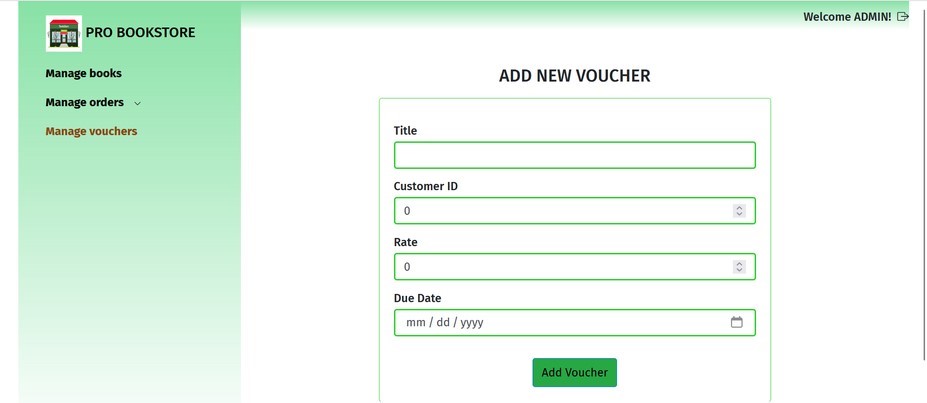 Welcome ADMIN!
PRO BOOKSTORE
Manage books
Manage orders
Manage vouchers
ADD NEW VOUCHER
Title
Customer ID
0
Rate
0
Due Date
mm / dd / yyyy
Add Voucher